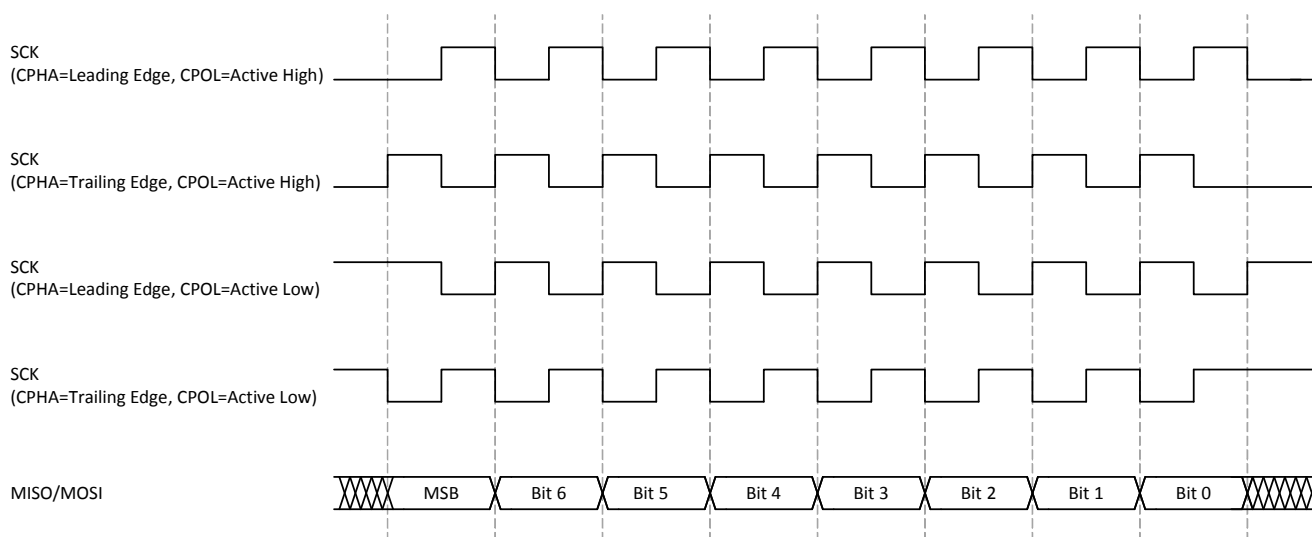 SCK
(CPHA=Leading Edge, CPOL=Active High)
SCK
(CPHA=Trailing Edge, CPOL=Active High)
SCK
(CPHA=Leading Edge, CPOL=Active Low)
SCK
(CPHA=Trailing Edge, CPOL=Active Low)
MISO/MOSI MSB Bit 6 Bit 5 Bit 4 Bit 3 Bit 2 Bit 1 Bit 0